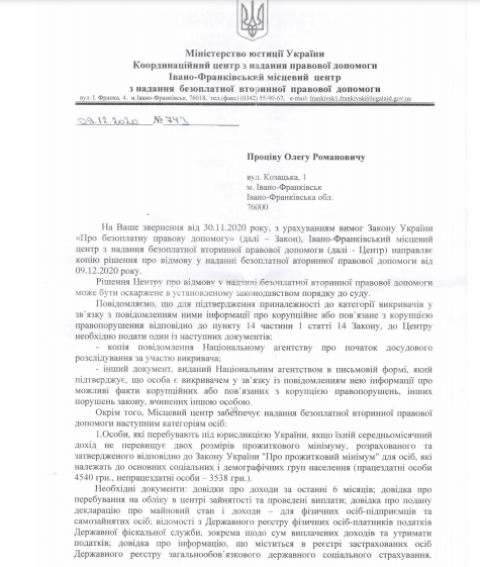 Міністерство юстиції України
Координаційний центр з надання правової допомоги
Івано-Франківський місцевий центр
з надання безоплатної вторинної правової допомоги
вул. І. Франка, 4, м.Івано-Франківськ, 76018, тел.(факс) (0342) 55-90-67, e-mail:
09.12.2020 № 743
Проціву Олегу Романовичу
вул. Козацька, 1
м. Івано-Франківськ
Івано-Франківська обл.
76000
На Ваше звернення від 30.11.2020 року, з урахуванням вимог Закону України
«Про безоплатну правову допомогу» (далі – Закон), Івано-Франківський місцевий
центр з надання безоплатної вторинної правової допомоги (далі - Центр) направляє
копію рішення про відмову у наданні безоплатної вторинної правової допомоги від
09.12.2020 року.
Рішення Центру про відмову у наданні безоплатної вторинної правової допомоги
може бути оскаржене в установленому законодавством порядку до суду.
Повідомляємо, що для підтвердження приналежності до категорії викривачів у
зв'язку з повідомленням ними інформації про корупційне або пов'язане з корупцією
правопорушення відповідно до пункту 14 частини 1 статті 14 Закону, до Центру
необхідно подати один із наступних документів:
- копія повідомлення Національному агентству про початок досудового
розслідування за участю викривача;
- інший документ, виданий Національним агентством в письмовій формі, який
підтверджує, що особа є викривачем у зв'язку із повідомленням нею інформації про
можливі факти корупційних або пов'язаних з корупцією правопорушень, інших
порушень закону, вчинених іншою особою.
Окрім того, Місцевий центр забезпечує надання безоплатної вторинної правової
допомоги наступним категоріям осіб:
1.Особи, які перебувають під юрисдикцією України, якщо їхній середньомісячний
дохід не перевищує двох розмірів прожиткового мінімуму, розрахованого та
затвердженого відповідно до Закону України "Про прожитковий мінімум" для осіб, які
належать до основних соціальних і демографічних груп населення (працездатні особи
4540 грн., непрацездатні особи – 3538 грн.).
Необхідні документи: довідки про доходи за останні 6 місяців; довідка про
перебування на обліку в центрі зайнятості та проведені виплати; довідка про подану
декларацію про майновий стан і доходи – для фізичних осіб-підприємців та
самозайнятих осіб; відомості з Державного реєстру фізичних осіб-платників податків
Державної фіскальної служби, зокрема щодо сум виплачених доходів та утримати
податків; довідка про інформацію, що міститься в реєстрі застрахованих осіб
Державного реєстру загальнообов'язкового державного соціального страхування,